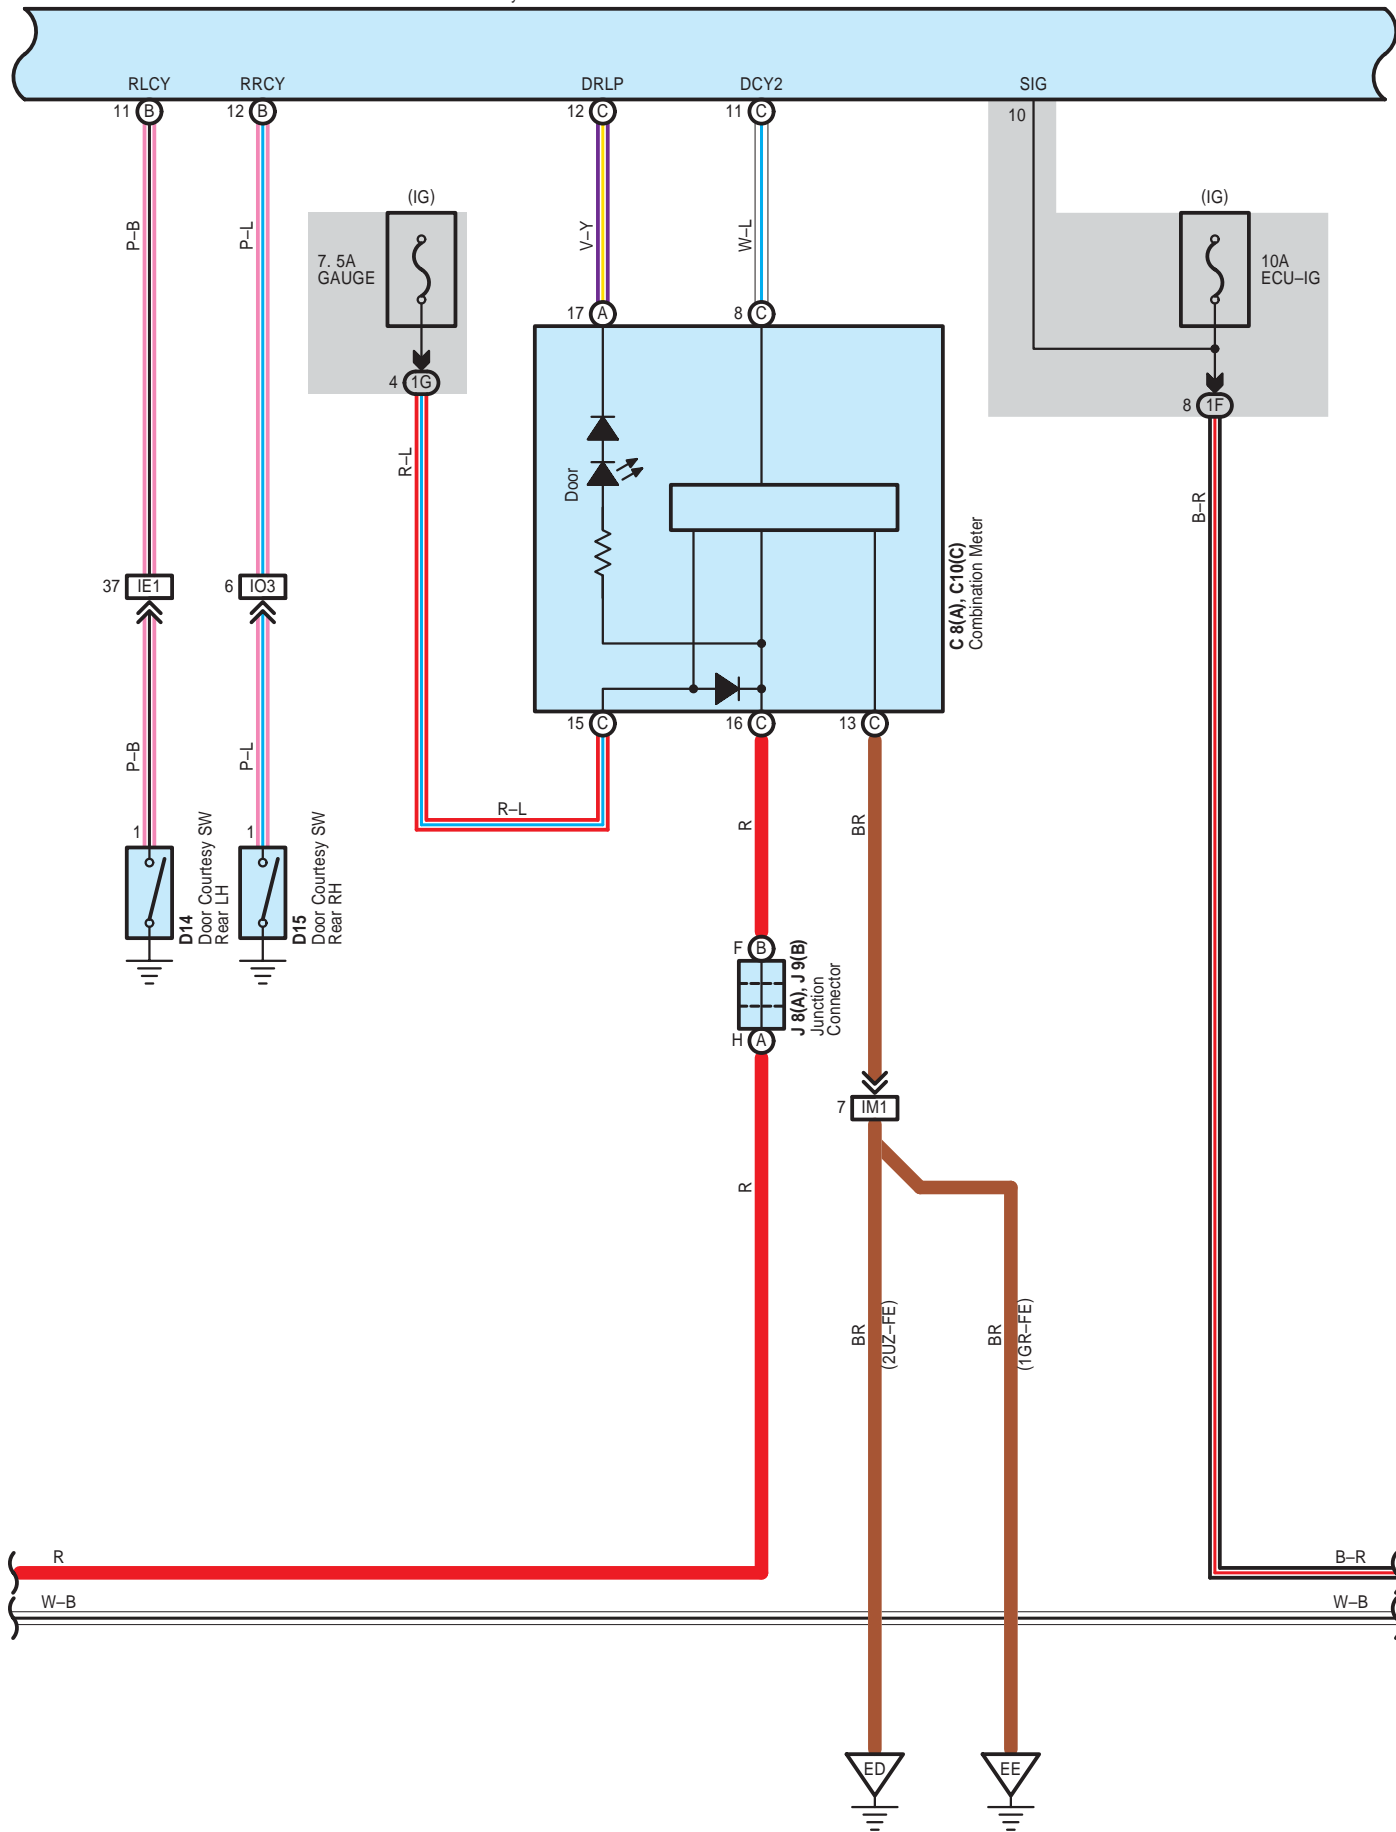 RLCY
RRCY
DRLP
DCY2
SIG
11 B
12 B
12 C
11 C
10
P–B
P–L
V–Y
W–L
(IG)
7. 5A
GAUGE
(IG)
10A
ECU–IG
17 A
8 C
4 1G
8 1F
R–L
B–R
Door
C 8(A), C10(C)
Combination Meter
37 IE1
6 IO3
15 C
16 C
13 C
P–B
P–L
R–L
R
BR
1
1
D14
Door Courtesy SW
Rear LH
D15
Door Courtesy SW
Rear RH
F B
J 8(A), J 9(B)
Junction
Connector
H A
7 IM1
R
BR
(2UZ–FE)
BR
(1GR–FE)
R
B–R
W–B
W–B
ED
EE